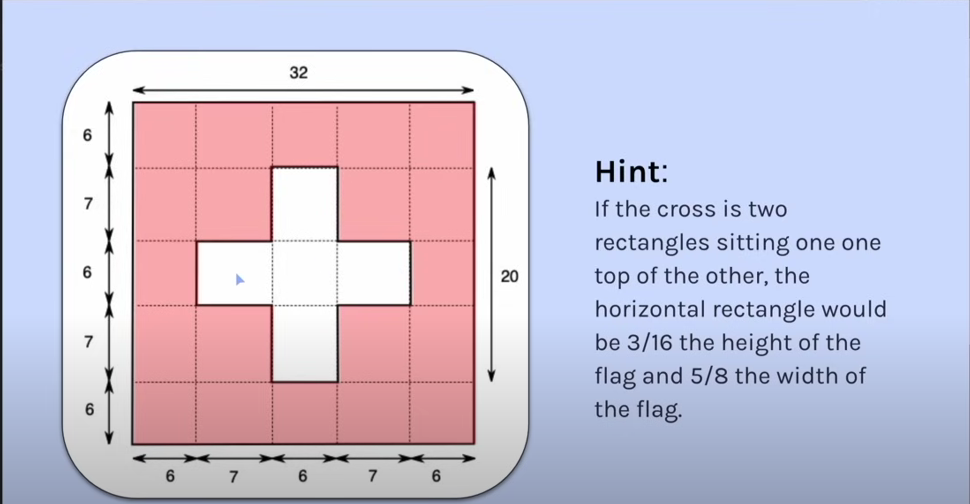 32
6
7
6
7
6
20
6 7 6 7 6
Hint:
If the cross is two
rectangles sitting one one
top of the other, the
horizontal rectangle would
be 3/16 the height of the
flag and 5/8 the width of
the flag.